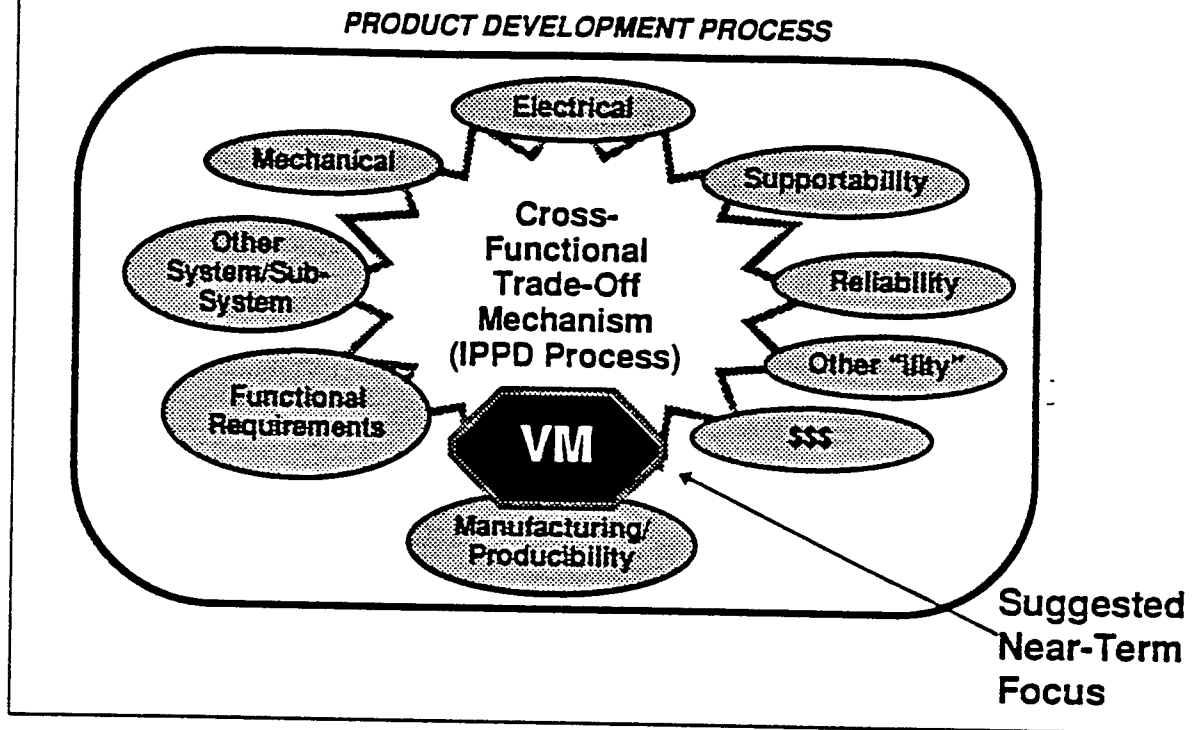 PRODUCT DEVELOPMENT PROCESS
Electrical
Mechanical
Supportability
Other
System/Sub-
System
Cross-
Functional
Trade-Off
Mechanism
(IPPD Process)
Reliability
Other "ility"
Functional
Requirements
VM
$$$
Manufacturing/
Producibility
Suggested
Near-Term
Focus